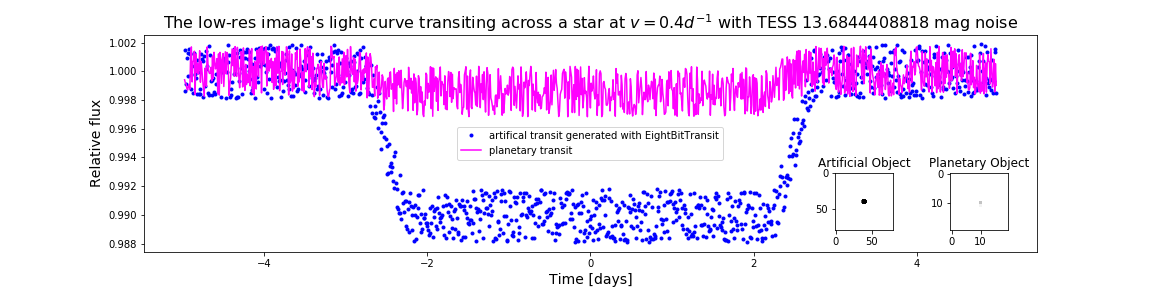 The low-res image's light curve transiting across a star at v = 0.4d⁻¹ with TESS 13.6844408818 mag noise
Relative flux
1.002
1.000
0.998
0.996
0.994
0.992
0.990
0.988
artifical transit generated with EightBitTransit
planetary transit
Artificial Object
0
50
0 50
Planetary Object
0
10
0 10
−4 −2 0 2 4
Time [days]